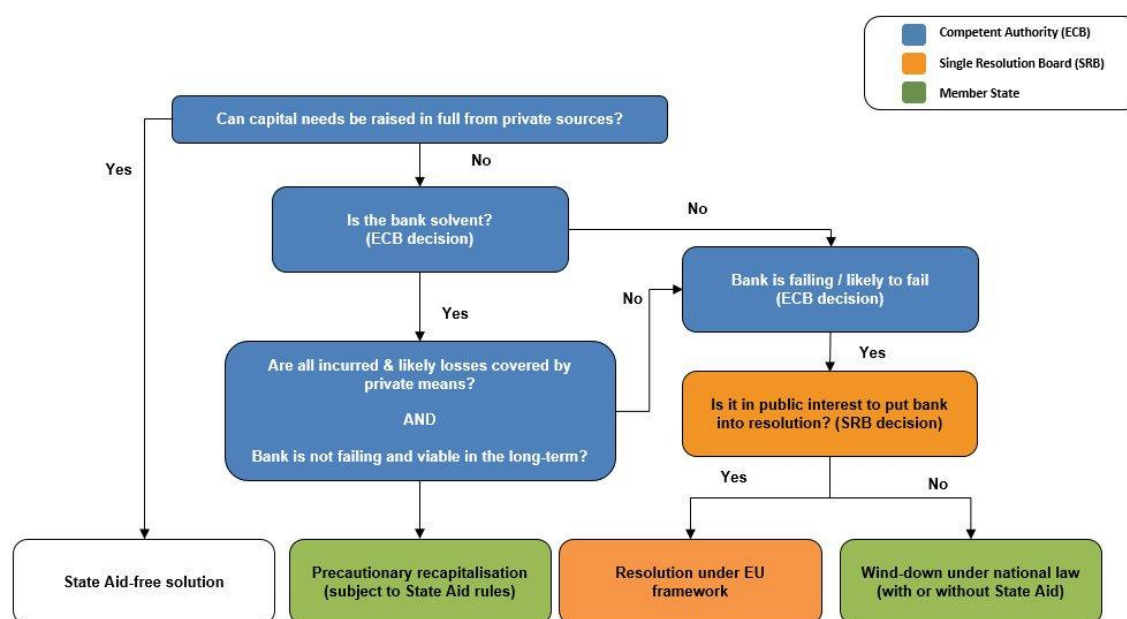 Competent Authority (ECB)
Single Resolution Board (SRB)
Member State
Can capital needs be raised in full from private sources?
Yes
No
Is the bank solvent?
(ECB decision)
No
Bank is failing / likely to fail
(ECB decision)
No
Yes
Yes
Are all incurred & likely losses covered by
private means?
AND
Bank is not failing and viable in the long-term?
Is it in public interest to put bank
into resolution? (SRB decision)
Yes
No
State Aid-free solution
Precautionary recapitalisation
(subject to State Aid rules)
Resolution under EU
framework
Wind-down under national law
(with or without State Aid)